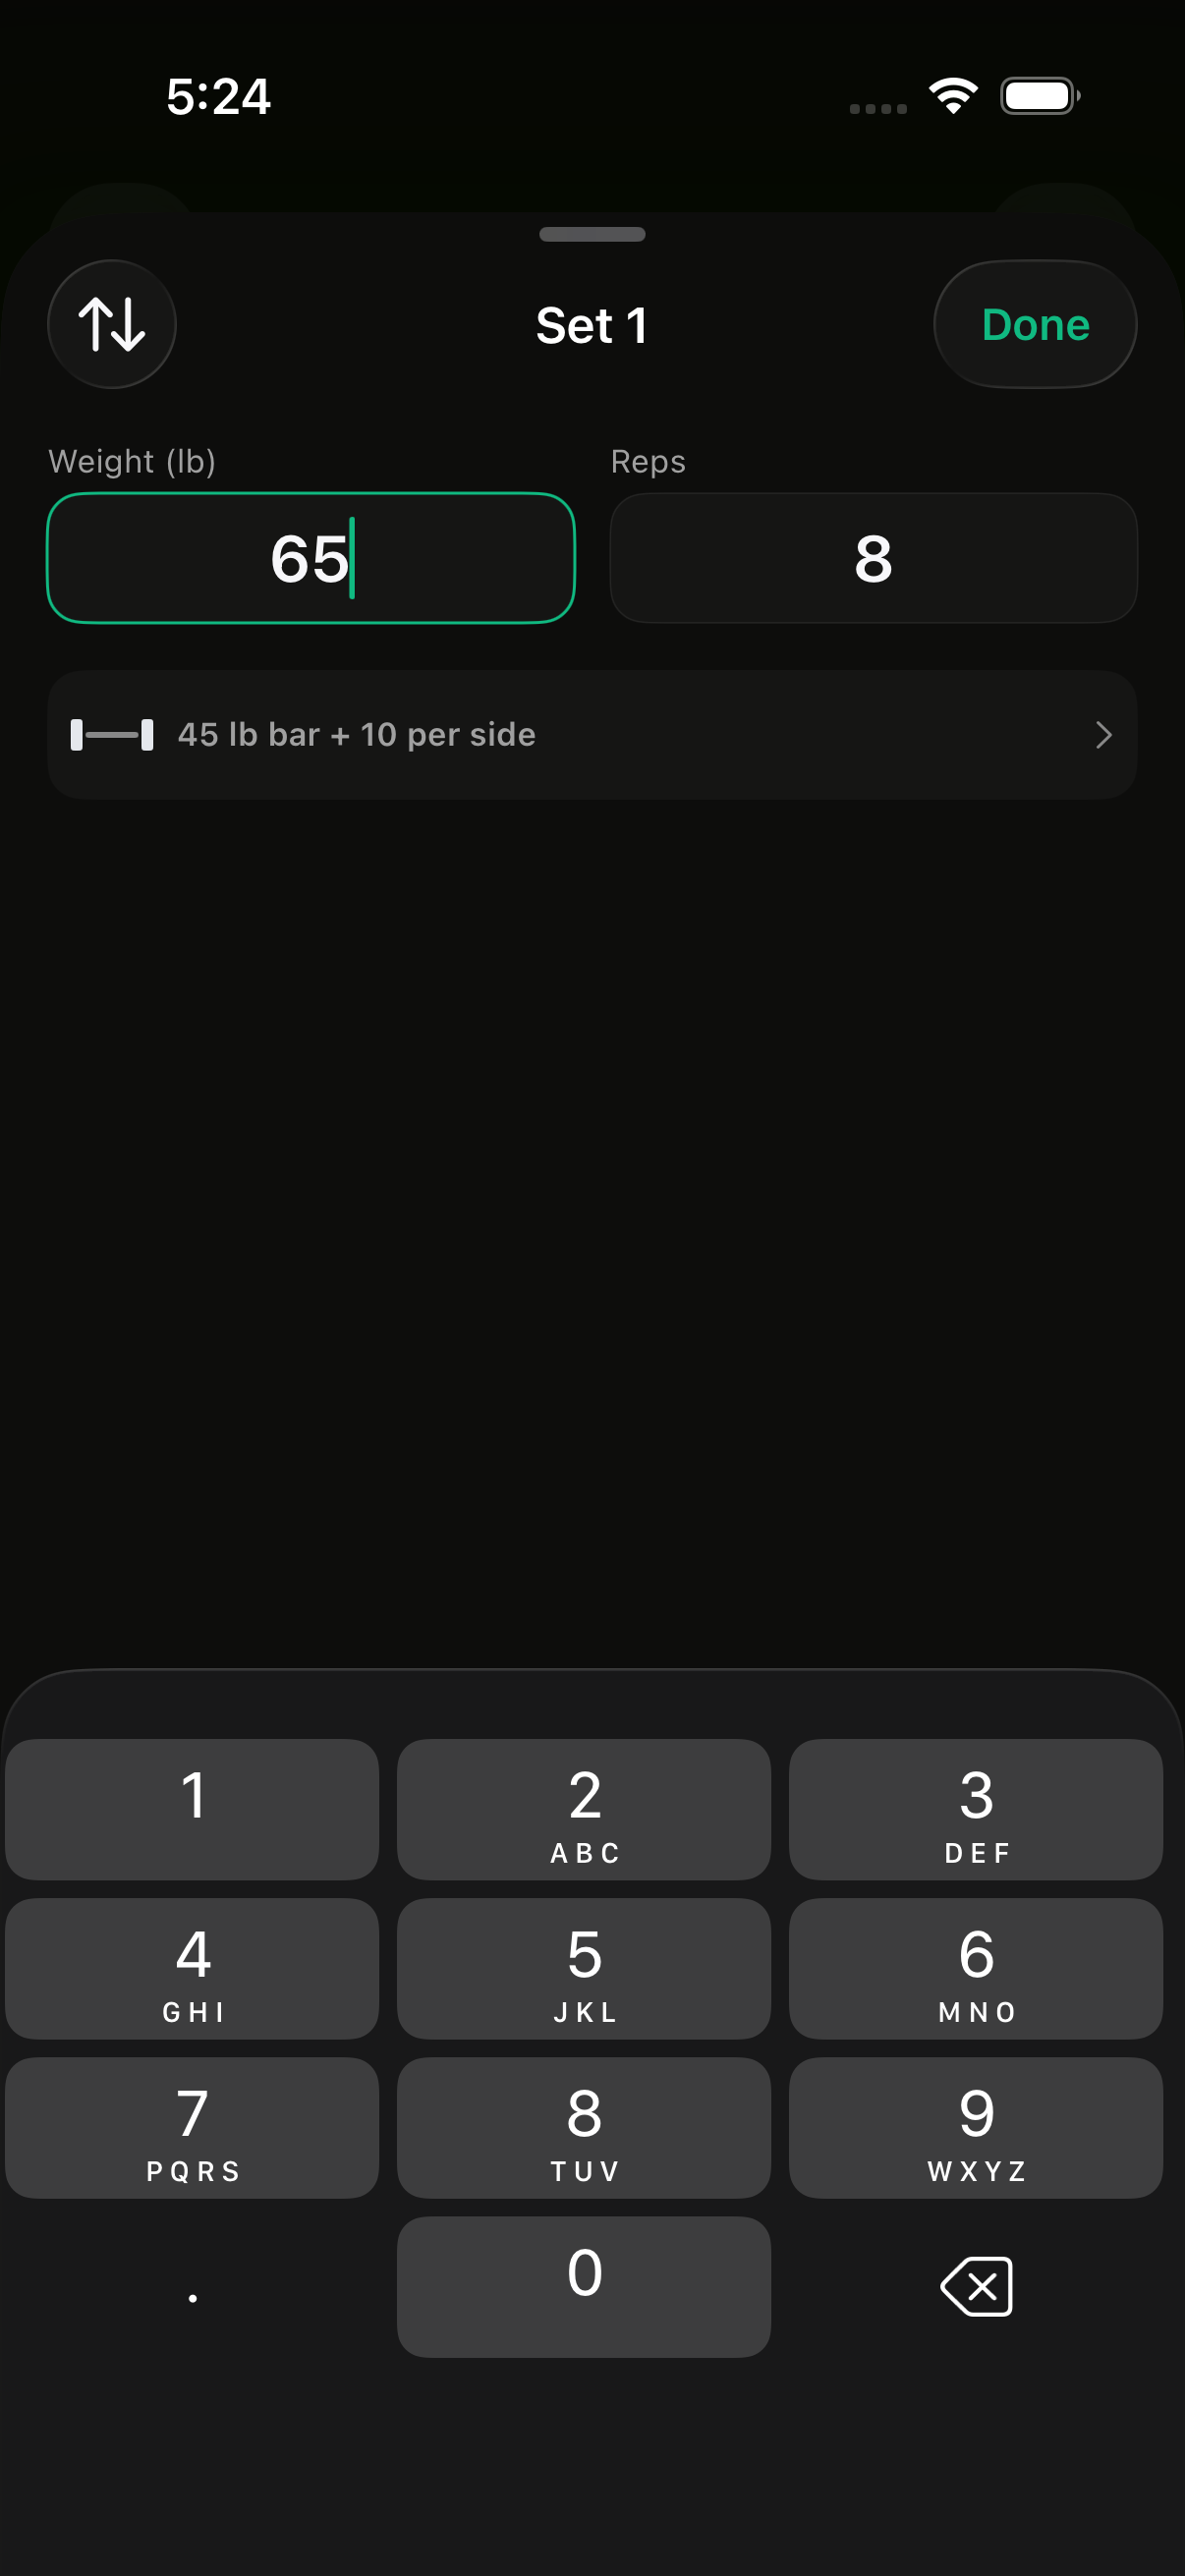 5:24
Set 1
Done
Weight (lb)
Reps
65
8
45 lb bar + 10 per side
1
2
ABC
3
DEF
4
GHI
5
JKL
6
MNO
7
PQRS
8
TUV
9
WXYZ
.
0